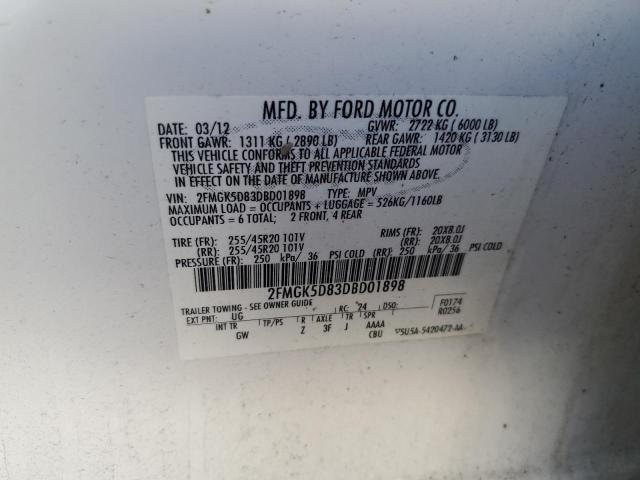 MFD. BY FORD MOTOR CO.
DATE: 03/12 GVWR: 2722 KG ( 6000 LB)
FRONT GAWR: 1311 KG ( 2890 LB) REAR GAWR: 1420 KG ( 3130 LB)
THIS VEHICLE CONFORMS TO ALL APPLICABLE FEDERAL MOTOR
VEHICLE SAFETY AND THEFT PREVENTION STANDARDS
IN EFFECT ON THE DATE OF MANUFACTURE SHOWN ABOVE.
VIN: 2FMGK5D83DBD01898 TYPE: MPV
MAXIMUM LOAD = OCCUPANTS + LUGGAGE = 526KG/1160LB
OCCUPANTS = 6 TOTAL; 2 FRONT, 4 REAR
TIRE (FR): 255/45R20 101V RIMS (FR): 20X8.0J
(RR): 255/45R20 101V (RR): 20X8.0J
PRESSURE (FR): 250 kPa/ 36 PSI COLD (RR): 250 kPa/ 36 PSI COLD
2FMGK5D83DBD01898
TRAILER TOWING - SEE OWNER GUIDE
EXT PNT: UG RC: 24 DSO: F0174
R0256
INT TR TP/PS R AXLE TR SPR
GW Z 3F J AAAA
CBU 5U5A-5420472-AA